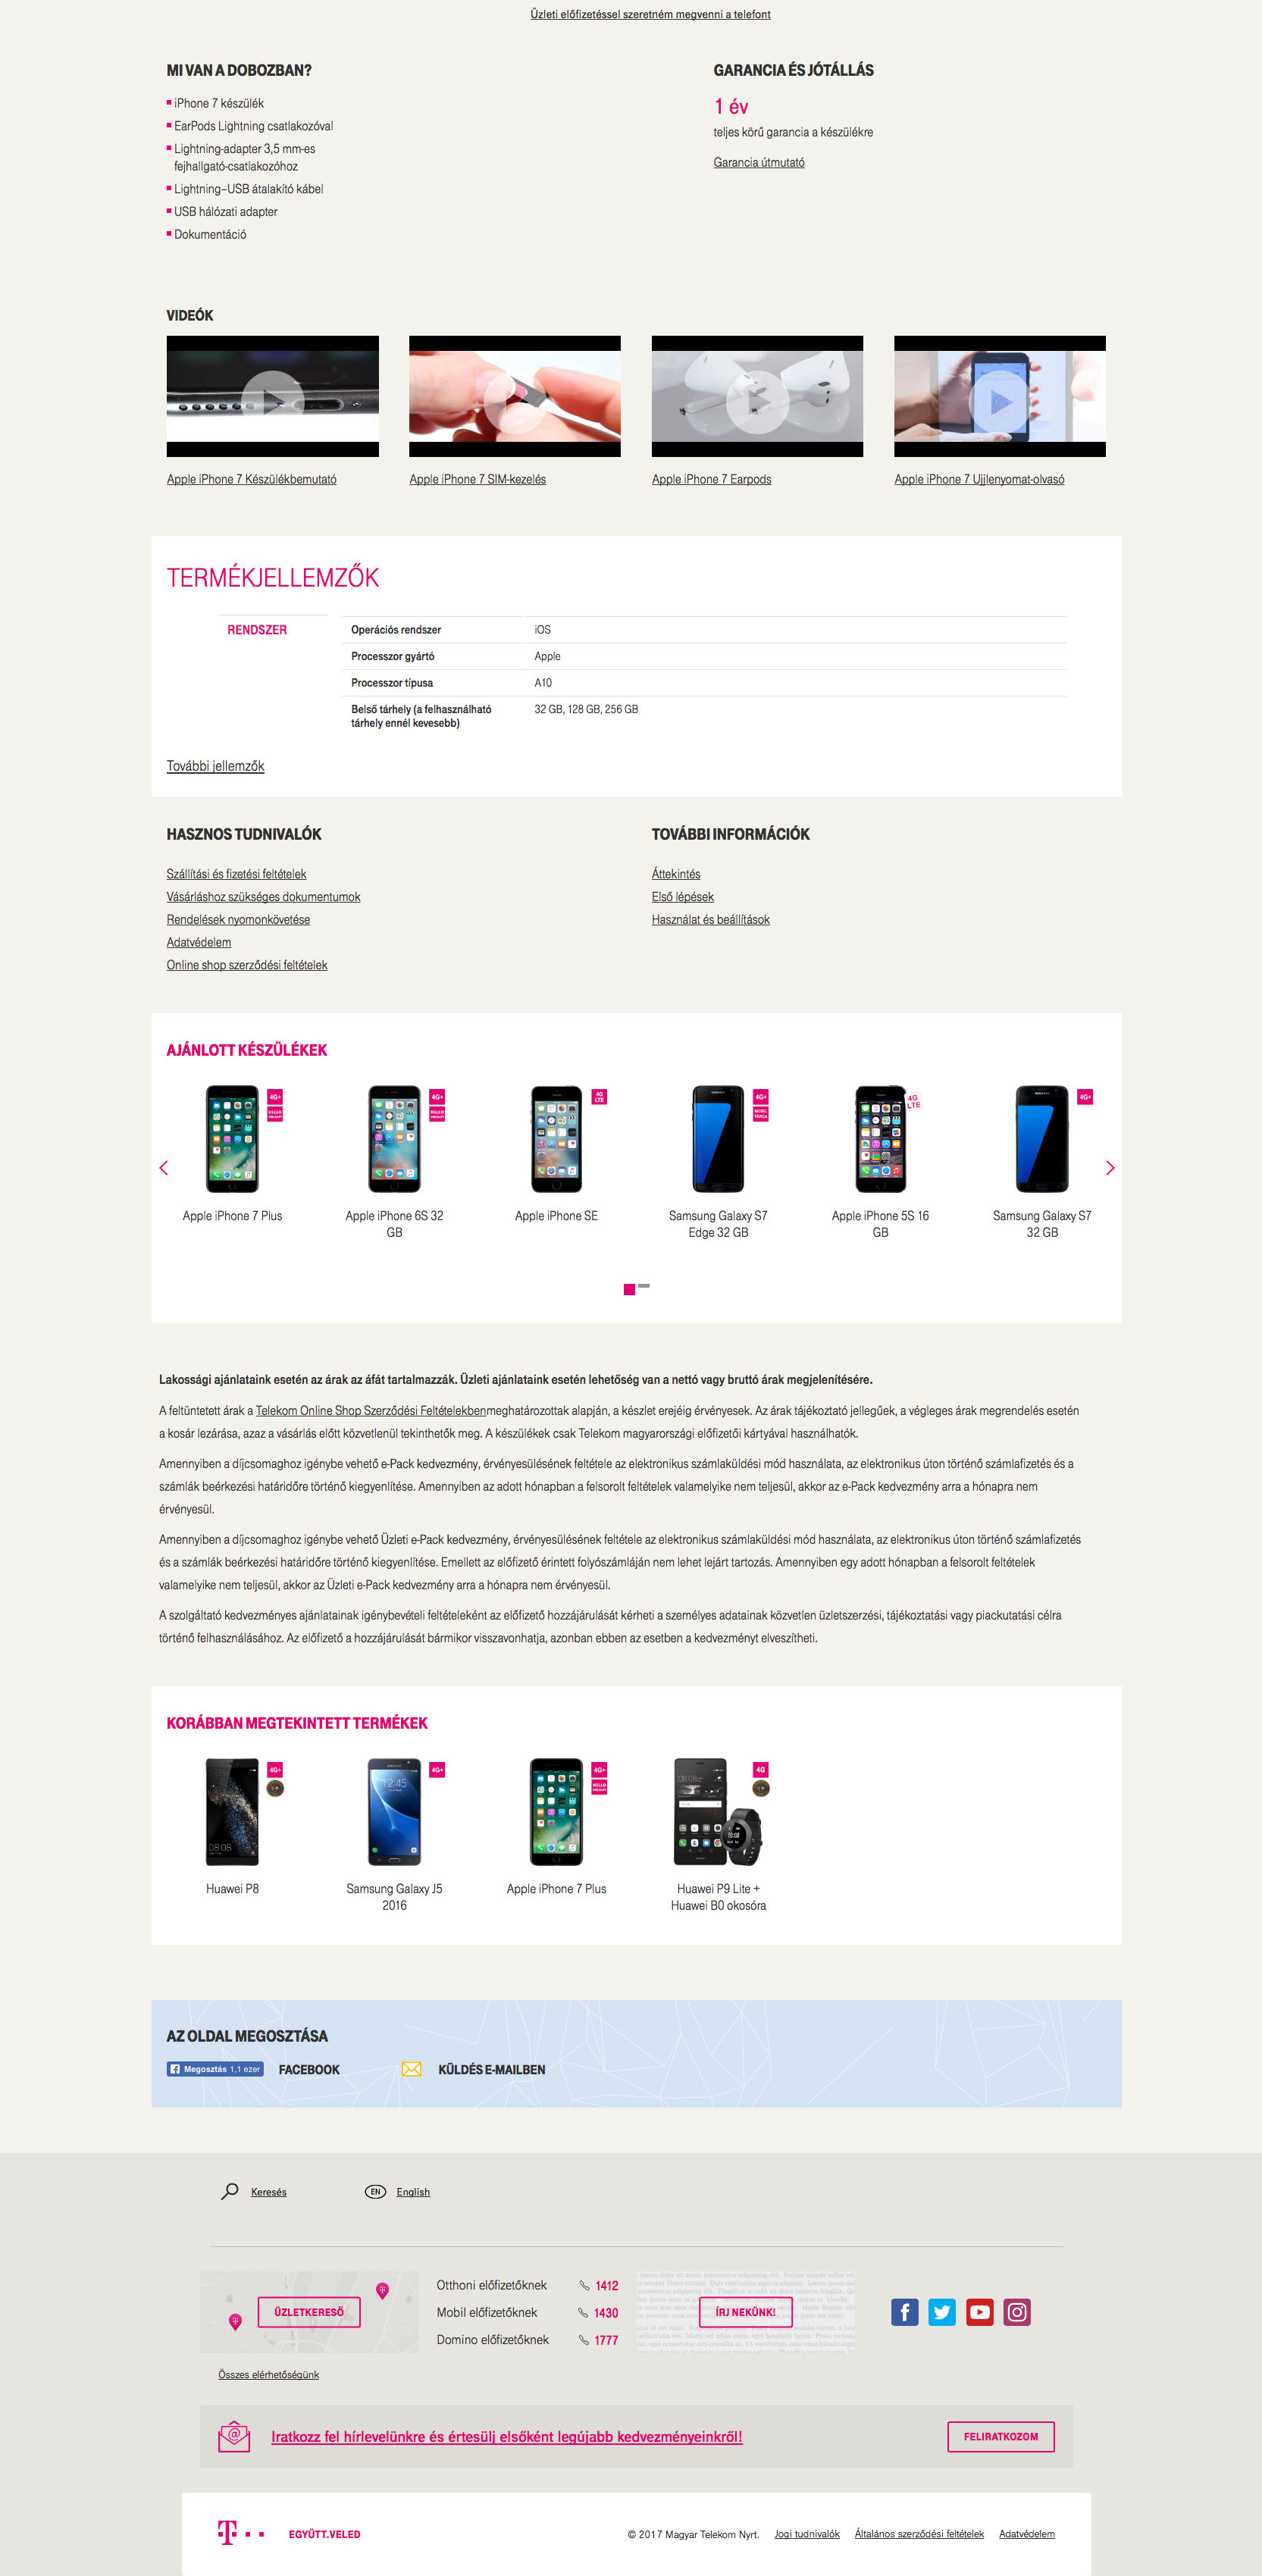 Üzleti előfizetéssel szeretném megvenni a telefont
MI VAN A DOBOZBAN?
iPhone 7 készülék
EarPods Lightning csatlakozóval
Lightning-adapter 3,5 mm-es
fejhallgató-csatlakozóhoz
Lightning–USB átalakító kábel
USB hálózati adapter
Dokumentáció
GARANCIA ÉS JÓTÁLLÁS
1 év
teljes körű garancia a készülékre
Garancia útmutató
VIDEÓK
Apple iPhone 7 Készülékbemutató
Apple iPhone 7 SIM-kezelés
Apple iPhone 7 Earpods
Apple iPhone 7 Ujjlenyomat-olvasó
TERMÉKJELLEMZŐK
RENDSZER
Operációs rendszer iOS
Processzor gyártó Apple
Processzor típusa A10
Belső tárhely (a felhasználható 32 GB, 128 GB, 256 GB
tárhely ennél kevesebb)
További jellemzők
HASZNOS TUDNIVALÓK
Szállítási és fizetési feltételek
Vásárláshoz szükséges dokumentumok
Rendelések nyomonkövetése
Adatvédelem
Online shop szerződési feltételek
TOVÁBBI INFORMÁCIÓK
Áttekintés
Első lépések
Használat és beállítások
AJÁNLOTT KÉSZÜLÉKEK
4G+ 4G+ 4G LTE 4G+ 4G LTE 4G+
Apple iPhone 7 Plus
Apple iPhone 6S 32
GB
Apple iPhone SE
Samsung Galaxy S7
Edge 32 GB
Apple iPhone 5S 16
GB
Samsung Galaxy S7
32 GB
Lakossági ajánlataink esetén az árak az áfát tartalmazzák. Üzleti ajánlataink esetén lehetőség van a nettó vagy bruttó árak megjelenítésére.
A feltüntetett árak a Telekom Online Shop Szerződési Feltételekbenmeghatározottak alapján, a készlet erejéig érvényesek. Az árak tájékoztató jellegűek, a végleges árak megrendelés esetén
a kosár lezárása, azaz a vásárlás előtt közvetlenül tekinthetők meg. A készülékek csak Telekom magyarországi előfizetői kártyával használhatók.
Amennyiben a díjcsomaghoz igénybe vehető e-Pack kedvezmény, érvényesülésének feltétele az elektronikus számlaküldési mód használata, az elektronikus úton történő számlafizetés és a
számlák beérkezési határidőre történő kiegyenlítése. Amennyiben az adott hónapban a felsorolt feltételek valamelyike nem teljesül, akkor az e-Pack kedvezmény arra a hónapra nem
érvényesül.
Amennyiben a díjcsomaghoz igénybe vehető Üzleti e-Pack kedvezmény, érvényesülésének feltétele az elektronikus számlaküldési mód használata, az elektronikus úton történő számlafizetés
és a számlák beérkezési határidőre történő kiegyenlítése. Emellett az előfizető érintett folyószámláján nem lehet lejárt tartozás. Amennyiben egy adott hónapban a felsorolt feltételek
valamelyike nem teljesül, akkor az Üzleti e-Pack kedvezmény arra a hónapra nem érvényesül.
A szolgáltató kedvezményes ajánlatainak igénybevételi feltételeként az előfizető hozzájárulását kérheti a személyes adatainak közvetlen üzletszerzési, tájékoztatási vagy piackutatási célra
történő felhasználásához. Az előfizető a hozzájárulását bármikor visszavonhatja, azonban ebben az esetben a kedvezményt elveszítheti.
KORÁBBAN MEGTEKINTETT TERMÉKEK
4G+ 4G+ 4G+ 4G
Huawei P8
Samsung Galaxy J5
2016
Apple iPhone 7 Plus
Huawei P9 Lite +
Huawei B0 okosóra
AZ OLDAL MEGOSZTÁSA
Megosztás 1,1 ezer FACEBOOK KÜLDÉS E-MAILBEN
Keresés EN English
ÜZLETKERESŐ
Otthoni előfizetőknek 1412
Mobil előfizetőknek 1430
Domino előfizetőknek 1777
ÍRJ NEKÜNK!
Összes elérhetőségünk
Iratkozz fel hírlevelünkre és értesülj elsőként legújabb kedvezményeinkről!
FELIRATKOZOM
EGYÜTT.VELED
© 2017 Magyar Telekom Nyrt. Jogi tudnivalók Általános szerződési feltételek Adatvédelem